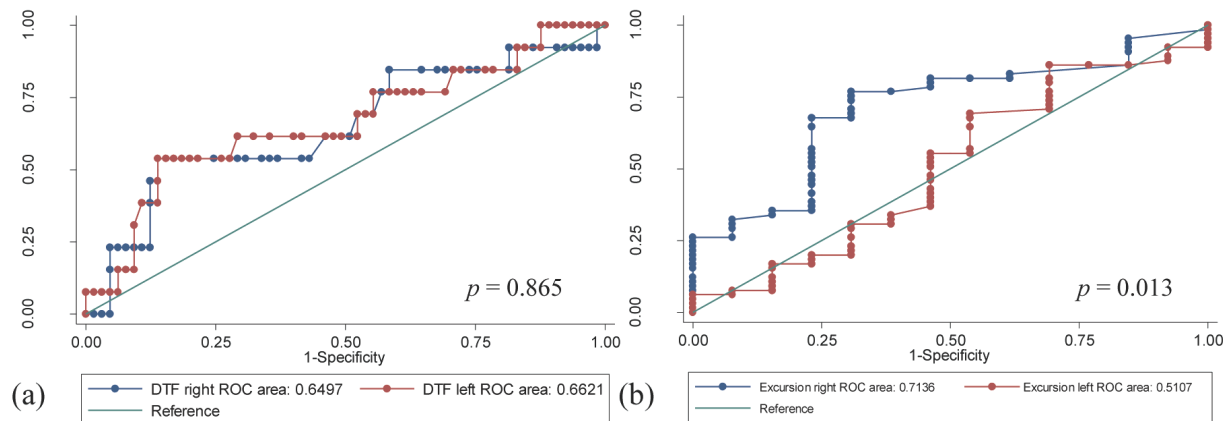 1.00
0.75
0.50
0.25
0.00
p = 0.865
0.00 0.25 0.50 0.75 1.00
1-Specificity
(a)
DTF right ROC area: 0.6497 DTF left ROC area: 0.6621
Reference
1.00
0.75
0.50
0.25
0.00
p = 0.013
0.00 0.25 0.50 0.75 1.00
1-Specificity
(b)
Excursion right ROC area: 0.7136 Excursion left ROC area: 0.5107
Reference